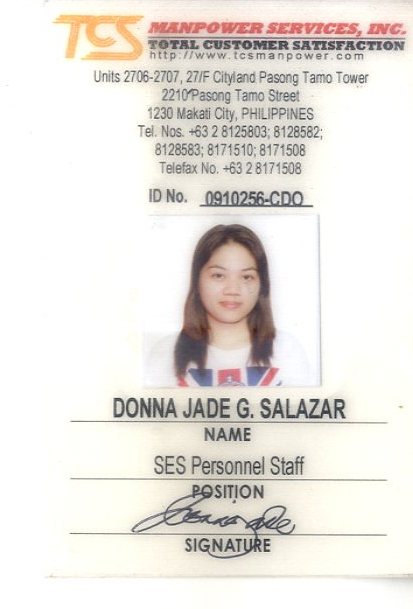 TCS MANPOWER SERVICES, INC.
TOTAL CUSTOMER SATISFACTION
http://www.tcsmanpower.com
Units 2706-2707, 27/F Cityland Pasong Tamo Tower
2210 Pasong Tamo Street
1230 Makati City, PHILIPPINES
Tel. Nos. +63 2 8125803; 8128582;
8128583; 8171510; 8171508
Telefax No. +63 2 8171508
ID No. 0910256-CDO
DONNA JADE G. SALAZAR
NAME
SES Personnel Staff
POSITION
SIGNATURE